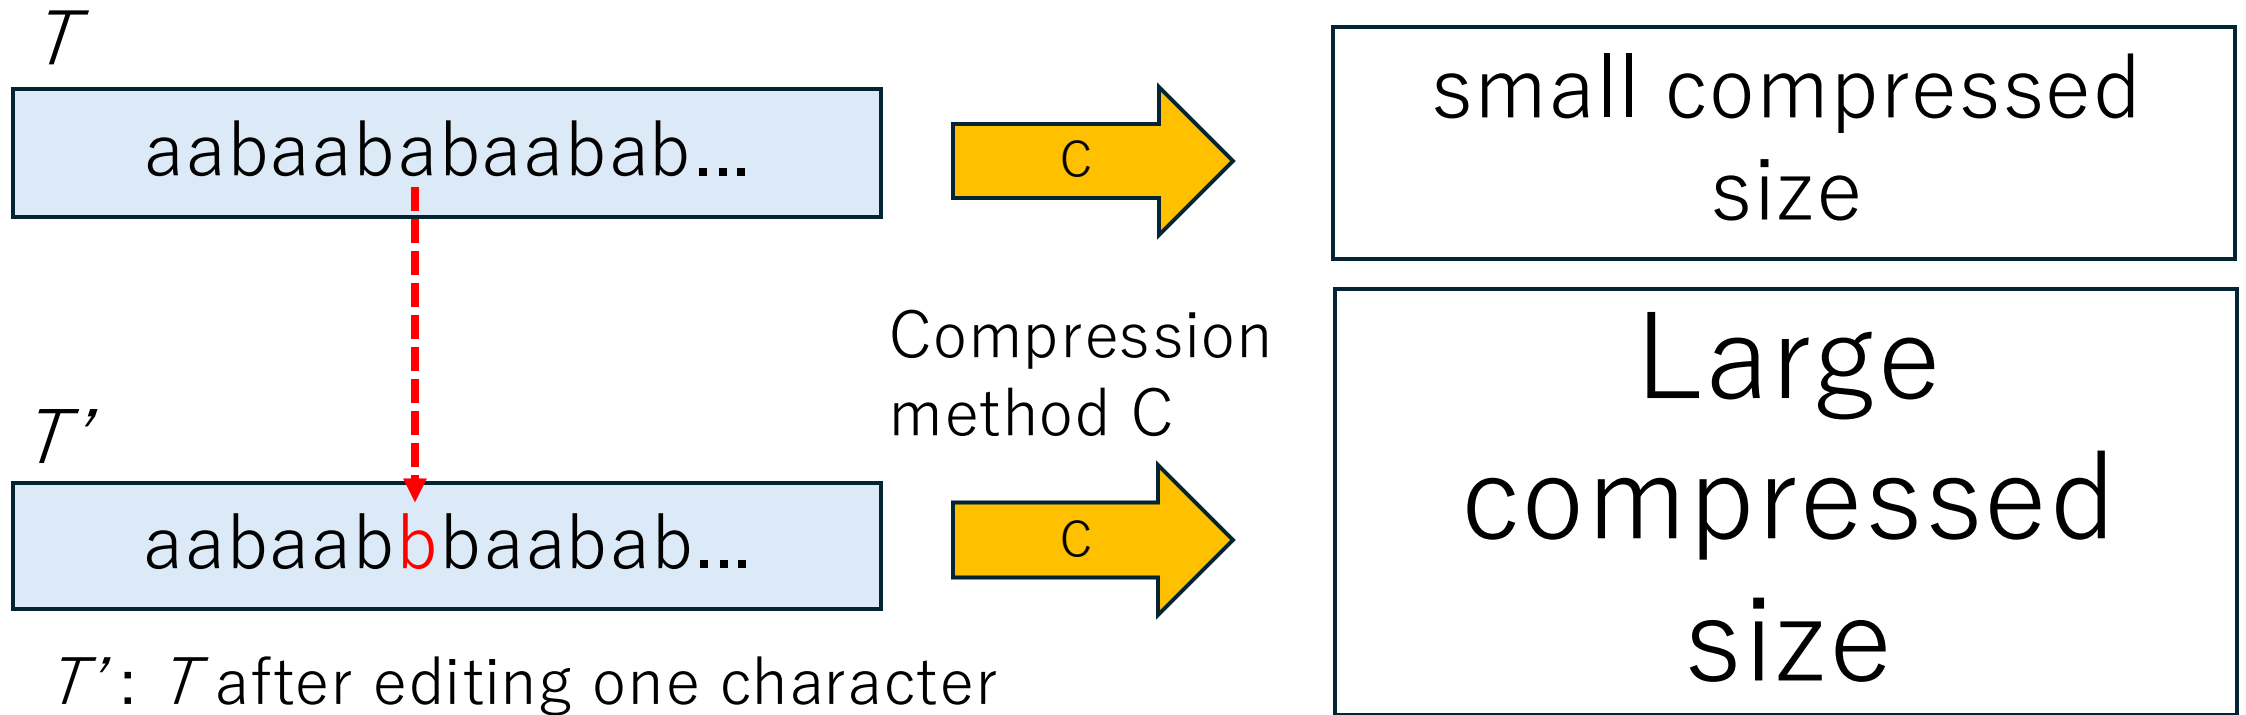 T
aabaababaabab...
C
small compressed
size
Compression
method C
T’
aabaabbbaabab...
C
Large
compressed
size
T’: T after editing one character